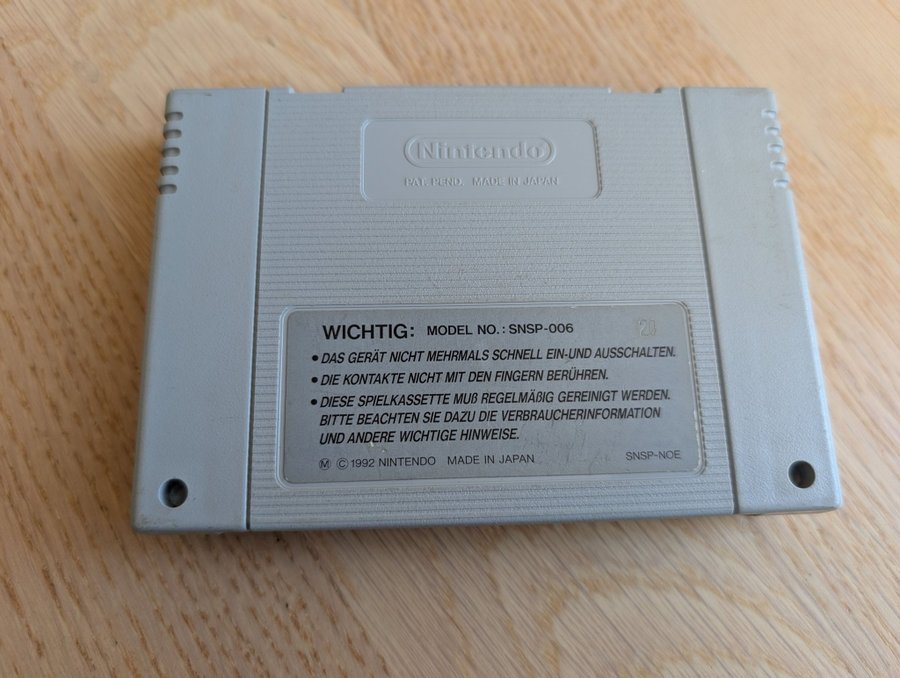 Nintendo
PAT. PEND. MADE IN JAPAN
WICHTIG: MODEL NO.: SNSP-006
20
• DAS GERÄT NICHT MEHRMALS SCHNELL EIN-UND AUSSCHALTEN.
• DIE KONTAKTE NICHT MIT DEN FINGERN BERÜHREN.
• DIESE SPIELKASSETTE MUß REGELMÄßIG GEREINIGT WERDEN.
BITTE BEACHTEN SIE DAZU DIE VERBRAUCHERINFORMATION
UND ANDERE WICHTIGE HINWEISE.
Ⓜ © 1992 NINTENDO MADE IN JAPAN SNSP-NOE